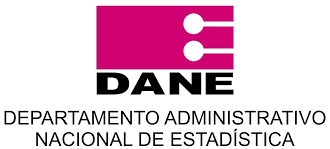 DANE
DEPARTAMENTO ADMINISTRATIVO
NACIONAL DE ESTADÍSTICA